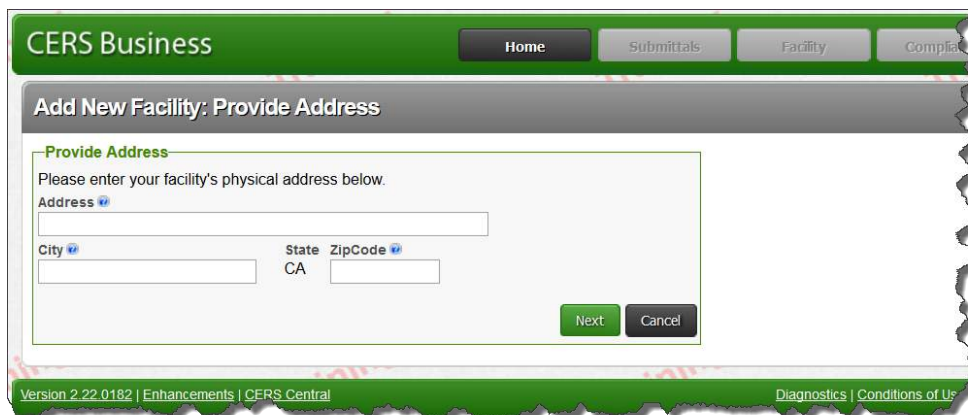 CERS Business
Home Submittals Facility
Add New Facility: Provide Address
Provide Address
Please enter your facility's physical address below.
Address
City State ZipCode
CA
Next Cancel
Version 2.22.0182 | Enhancements | CERS Central Diagnostics | Conditions of